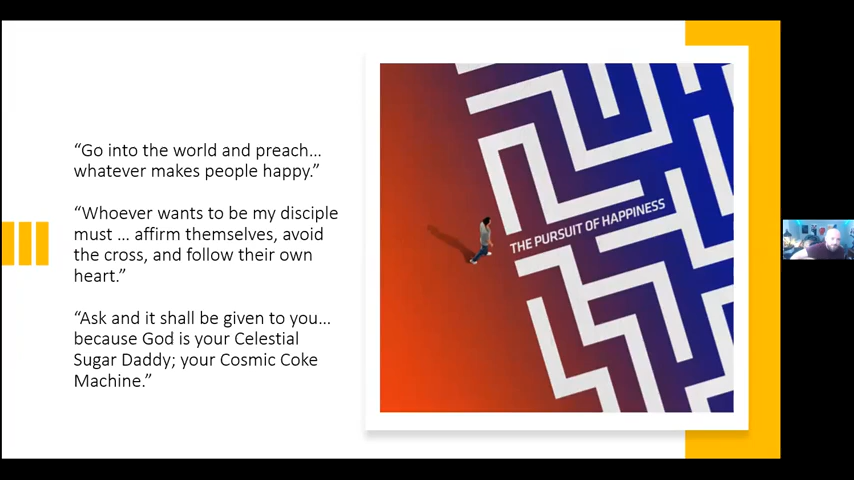 “Go into the world and preach…
whatever makes people happy.”
“Whoever wants to be my disciple
must … affirm themselves, avoid
the cross, and follow their own
heart.”
“Ask and it shall be given to you…
because God is your Celestial
Sugar Daddy; your Cosmic Coke
Machine.”
THE PURSUIT OF HAPPINESS